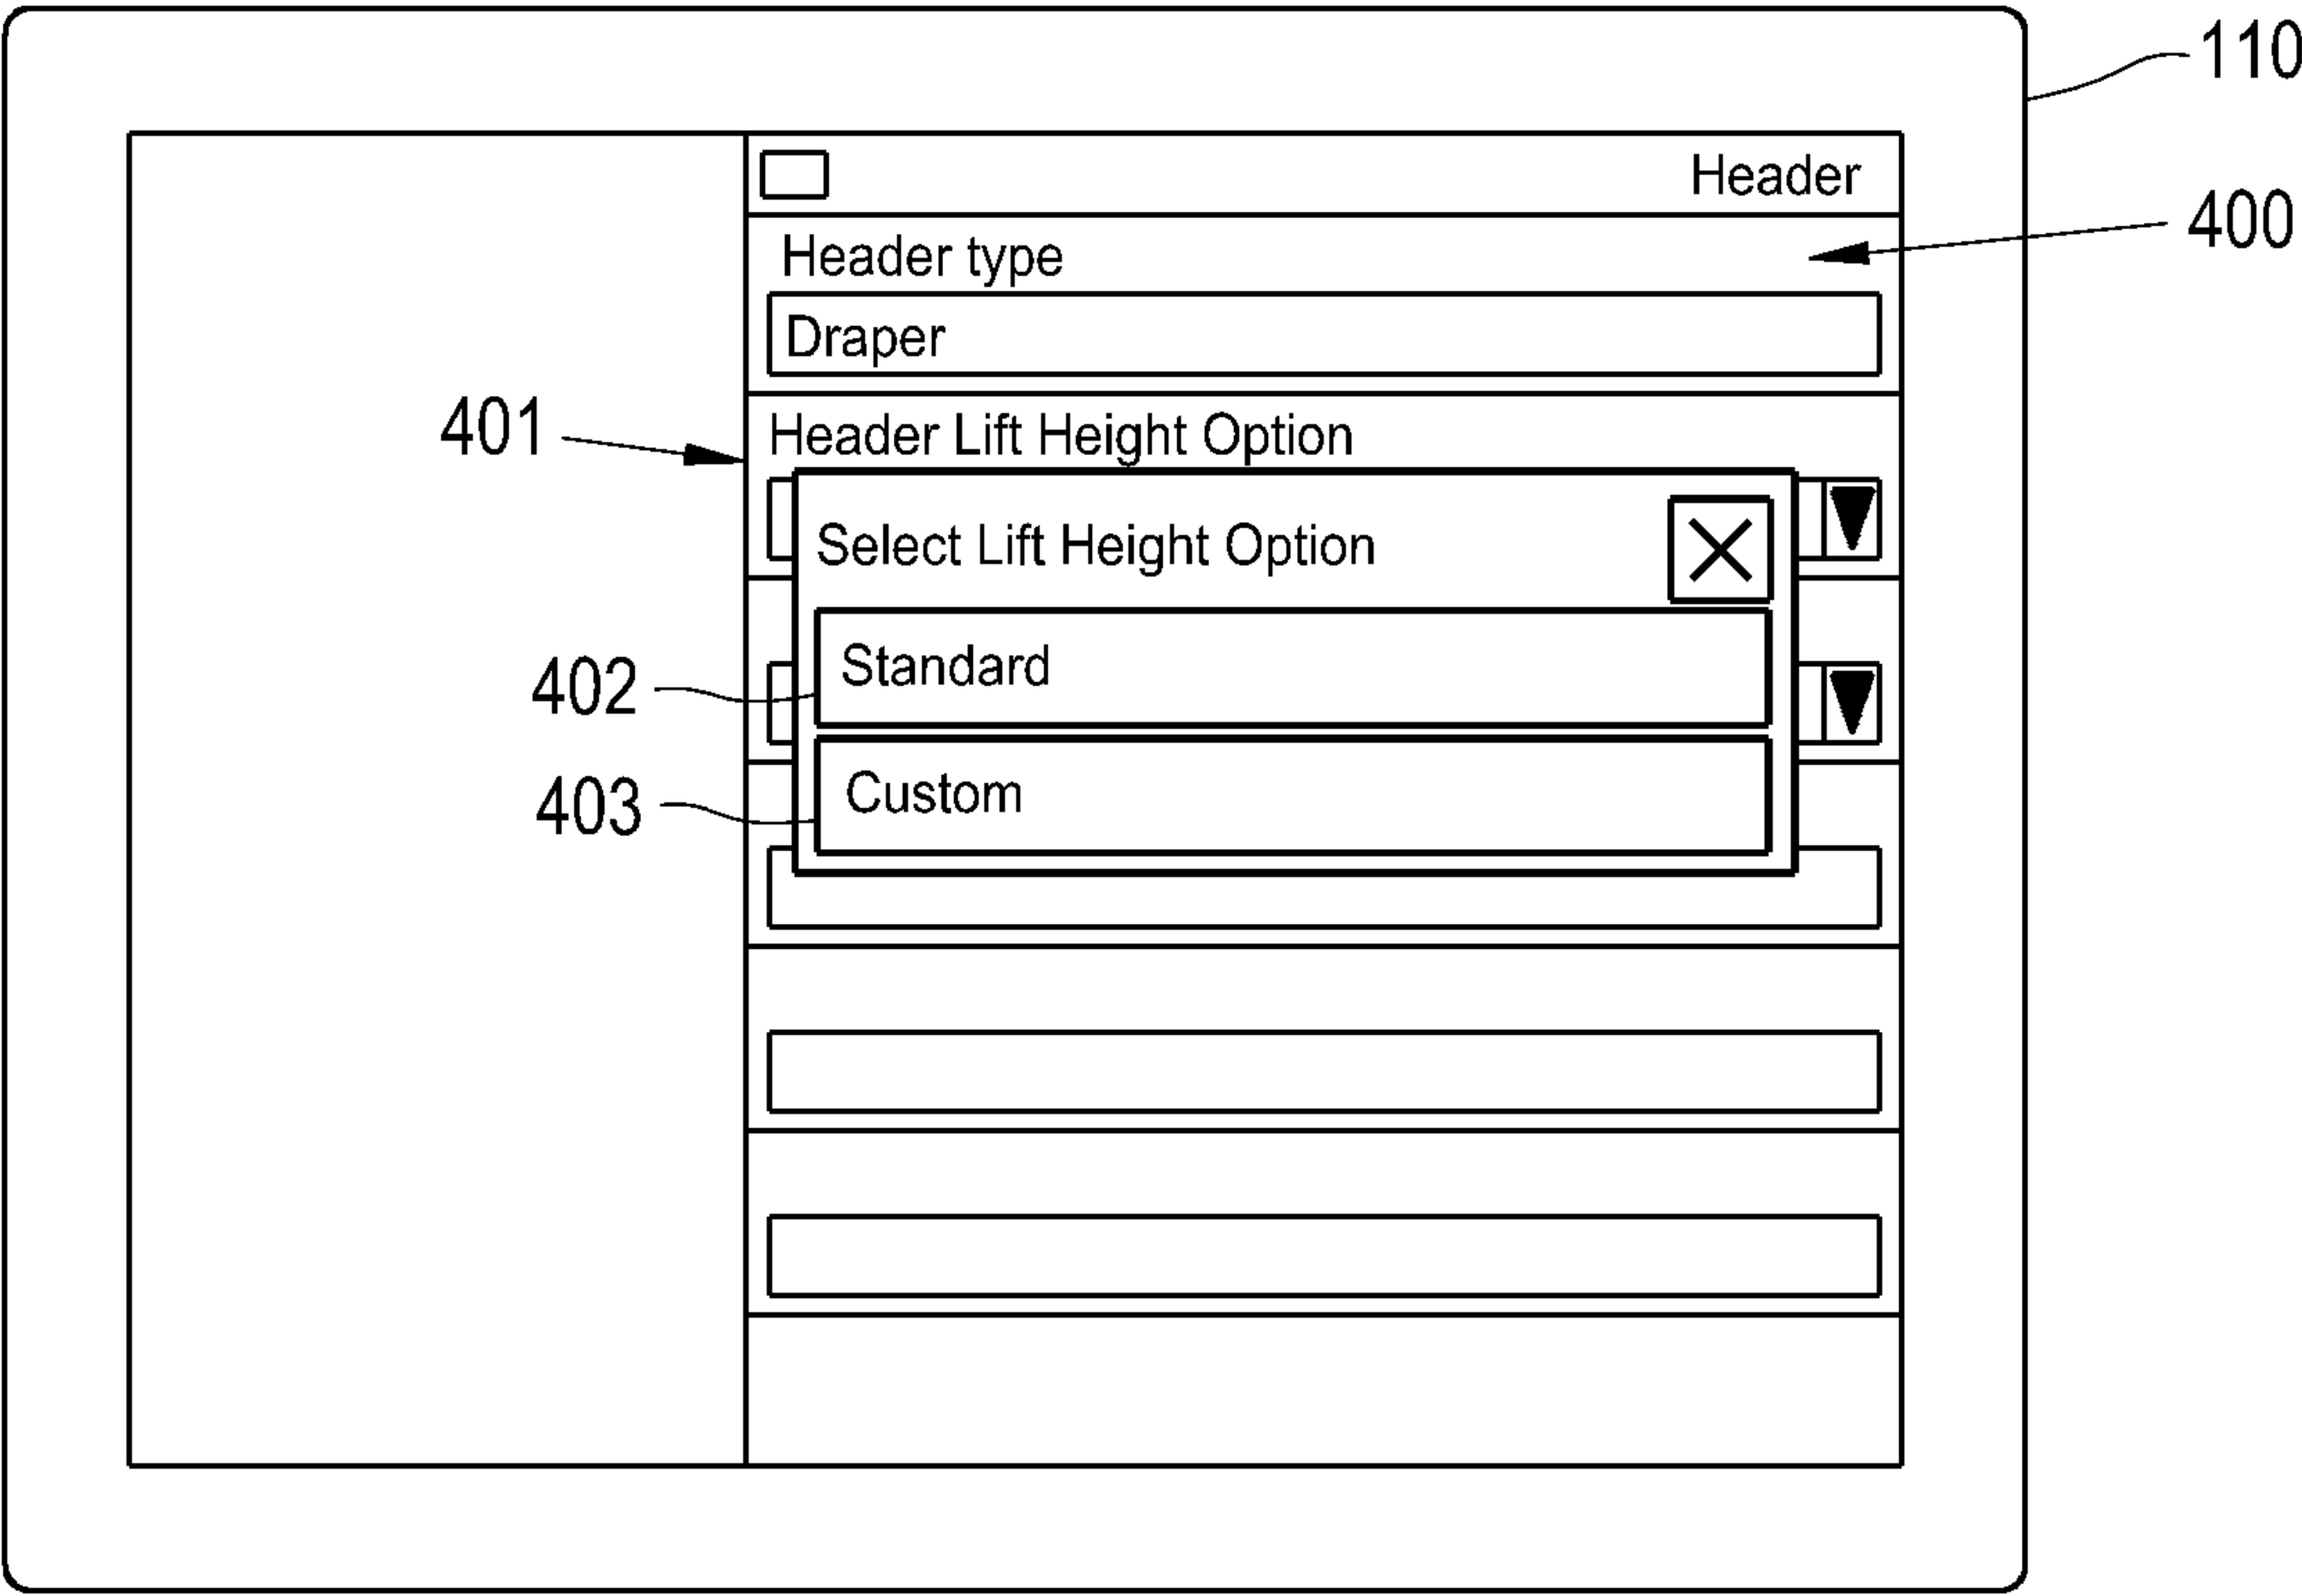 110
Header
400
Header type
Draper
401
Header Lift Height Option
Select Lift Height Option
402
Standard
403
Custom